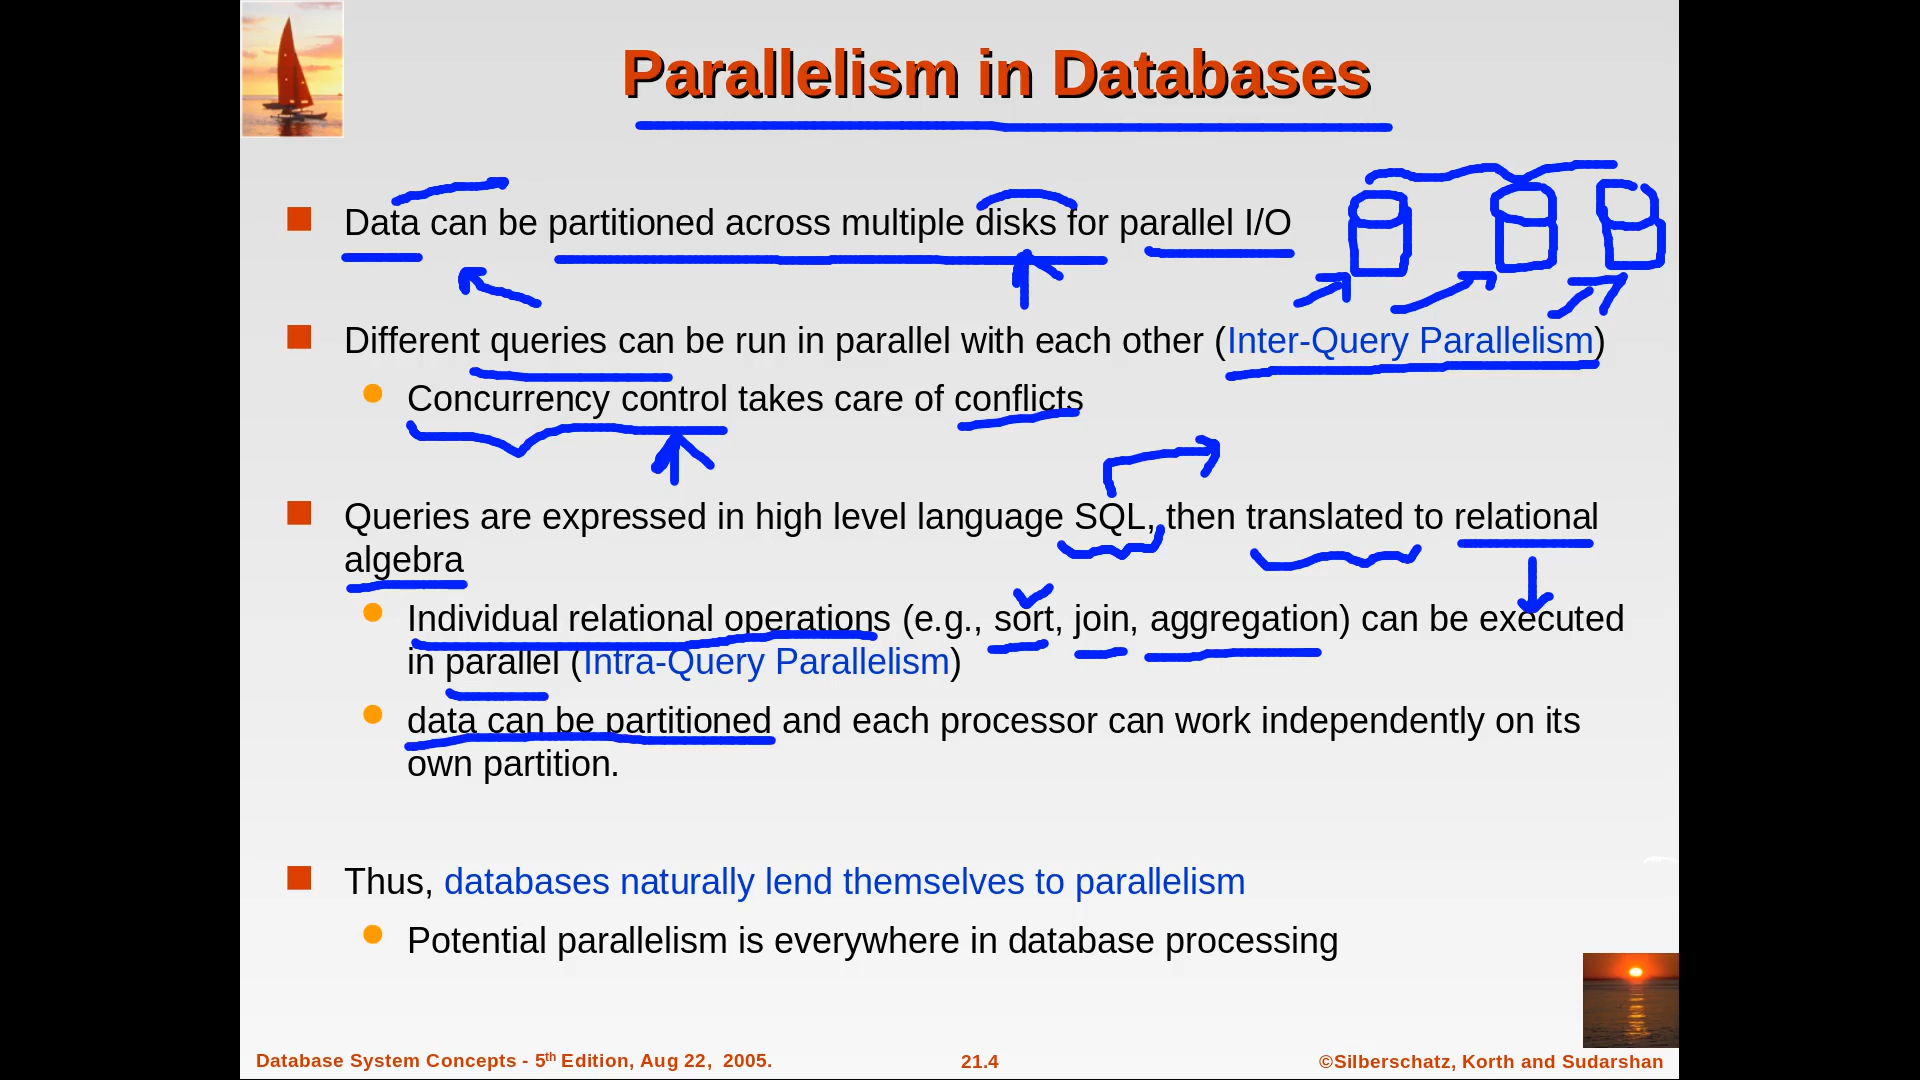 Parallelism in Databases
Data can be partitioned across multiple disks for parallel I/O
Different queries can be run in parallel with each other (Inter-Query Parallelism)
Concurrency control takes care of conflicts
Queries are expressed in high level language SQL, then translated to relational
algebra
Individual relational operations (e.g., sort, join, aggregation) can be executed
in parallel (Intra-Query Parallelism)
data can be partitioned and each processor can work independently on its
own partition.
Thus, databases naturally lend themselves to parallelism
Potential parallelism is everywhere in database processing
Database System Concepts - 5th Edition, Aug 22, 2005.
21.4
©Silberschatz, Korth and Sudarshan